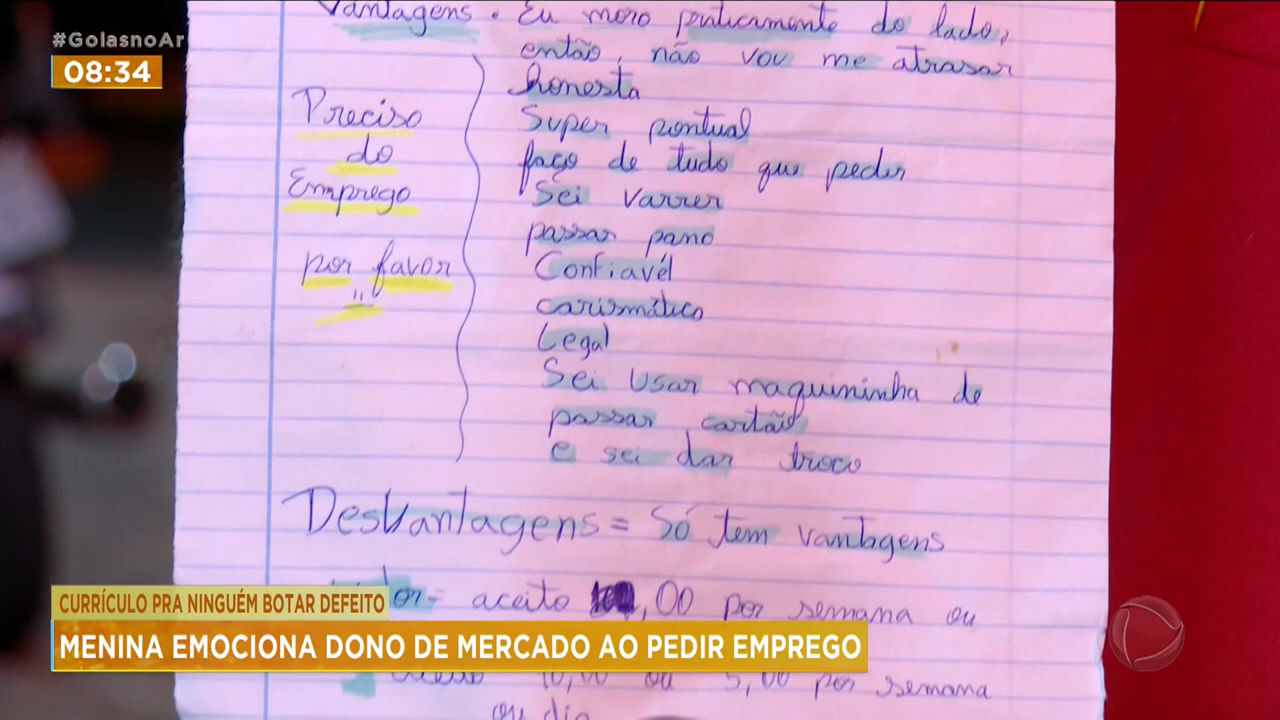 #GoiasnoAr
08:34
Vantagens. Eu moro praticamente do lado,
então, não vou me atrasar
honesta
Preciso
do
Emprego
por favor
Super pontual
faço de tudo que pedir
Sei varrer
passar pano
Confiavél
carismático
Legal
Sei usar maquininha de
passar cartão
e sei dar troco
Desvantagens = Só tem vantagens
= aceito ,00 por semana ou
CURRÍCULO PRA NINGUÉM BOTAR DEFEITO
MENINA EMOCIONA DONO DE MERCADO AO PEDIR EMPREGO
10,00 ou 5,00 por semana
ou dia